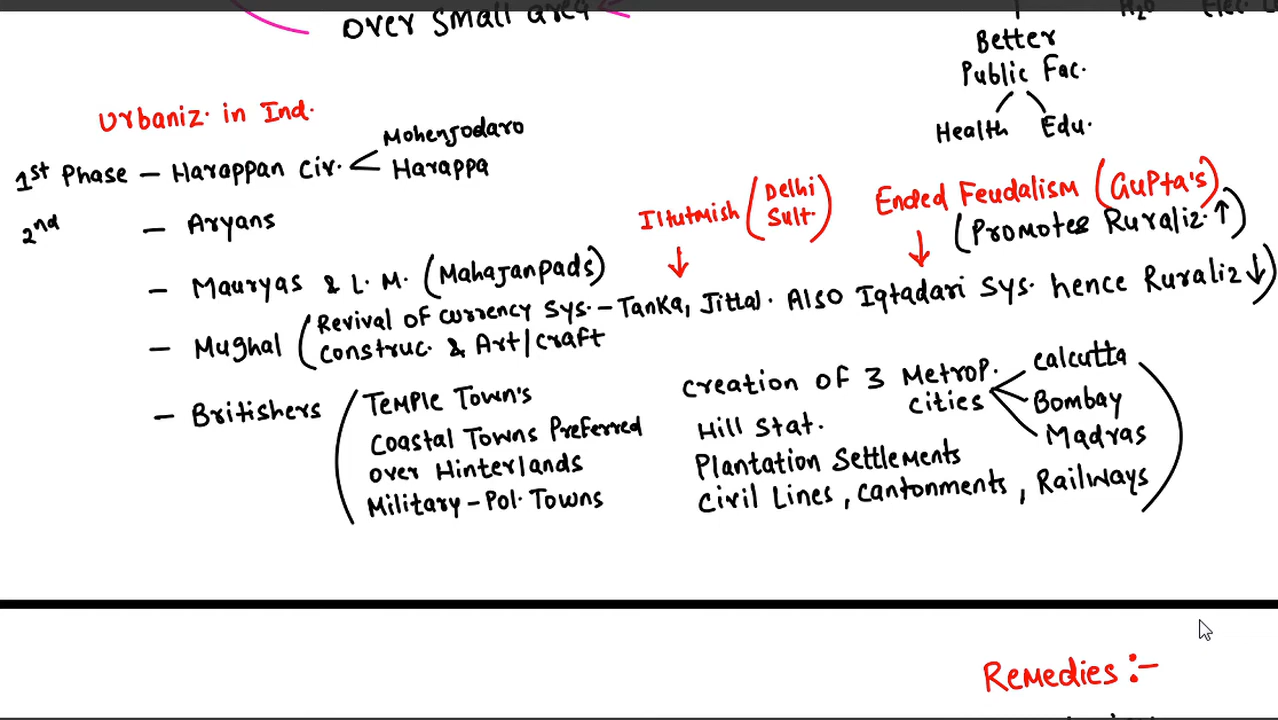 over small area
H2O Elec.
Better
Public Fac.
Health Edu.
Urbaniz. in Ind.
1st Phase – Harappan Civ. < Mohenjodaro
Harappa
2nd – Aryans
Iltutmish (Delhi Sult.)
Ended Feudalism (Gupta's)
(Promotes Ruraliz. ↑)
– Mauryas & L. M. (Mahajanpads)
– Mughal (Revival of currency sys. – Tanka, Jittal. Also Iqtadari sys. hence Ruraliz ↓)
Construc. & Art/craft
– Britishers (Temple Town's
Coastal Towns Preferred
over Hinterlands
Military – Pol. Towns
Creation of 3 Metrop.
cities
Calcutta
Bombay
Madras
Hill Stat.
Plantation Settlements
Civil Lines, Cantonments, Railways)
Remedies :-